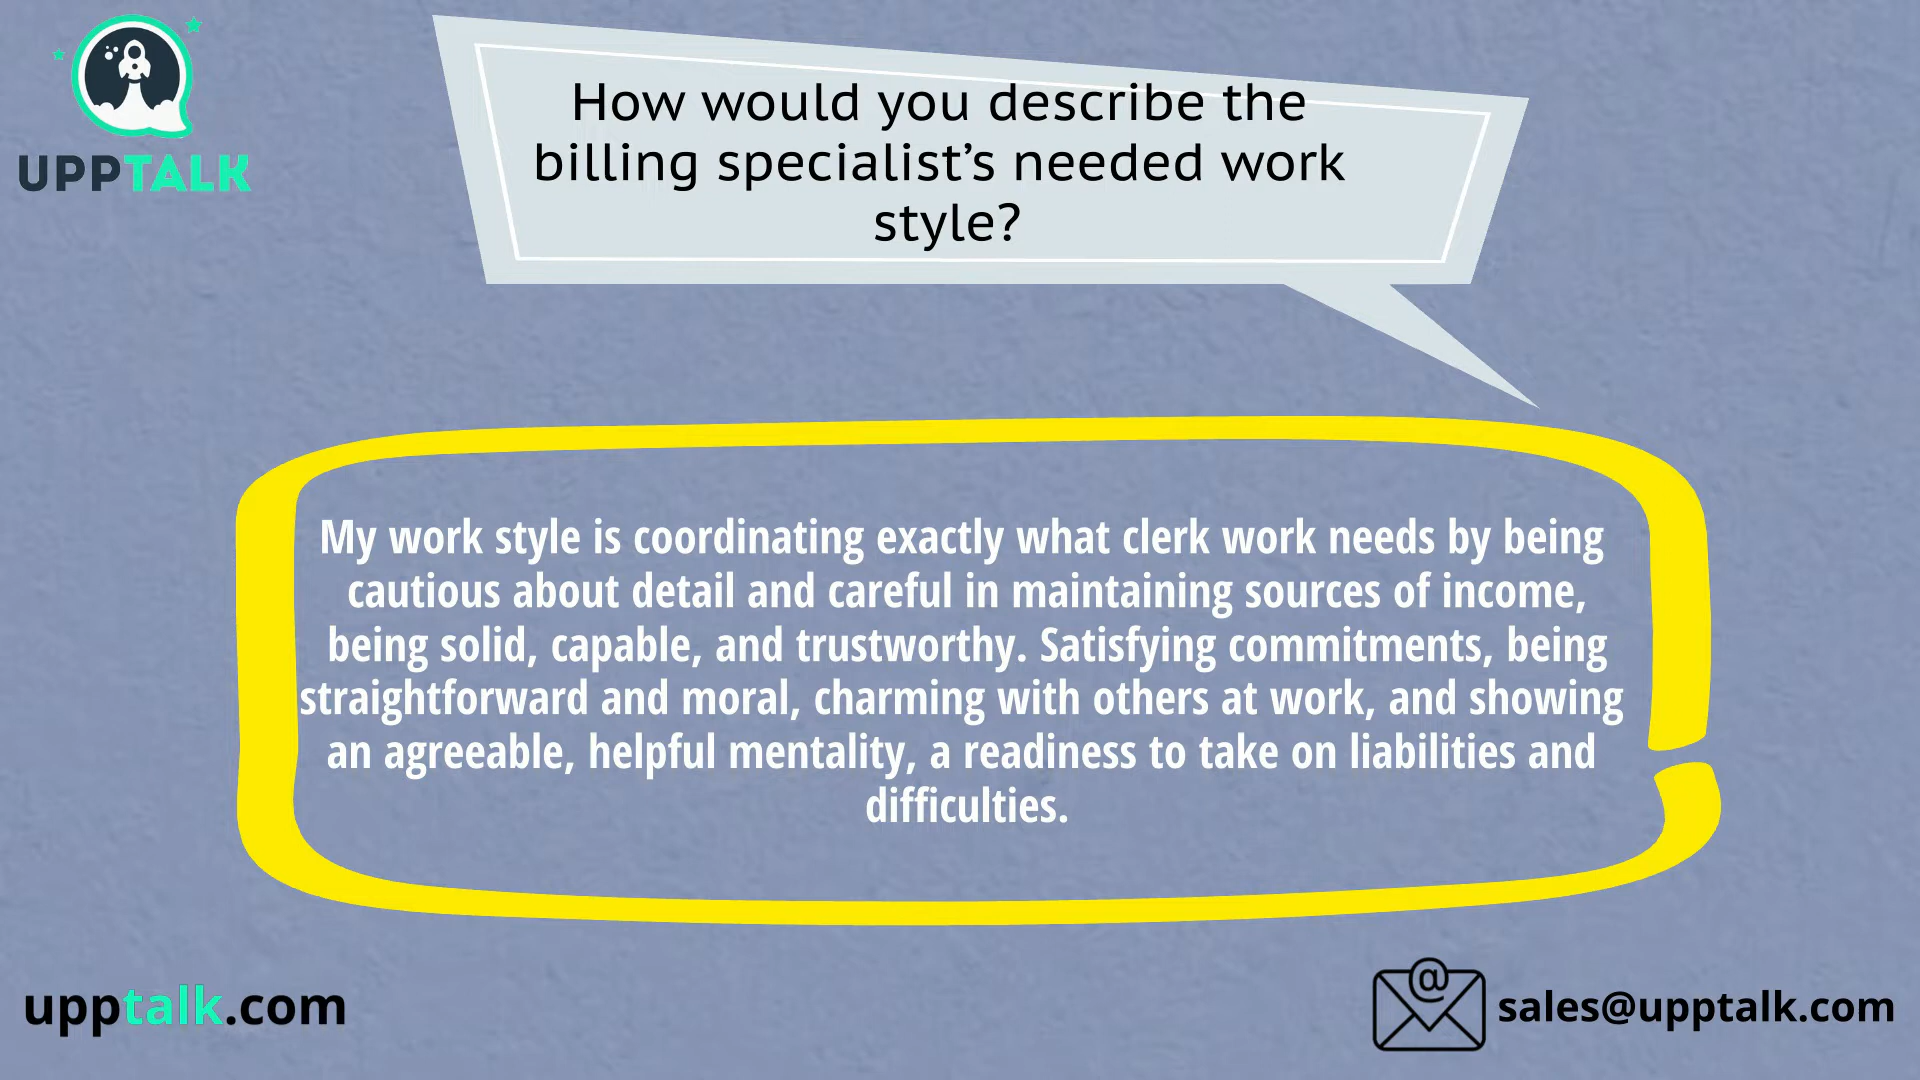 UPPTALK
How would you describe the
billing specialist’s needed work
style?
My work style is coordinating exactly what clerk work needs by being
cautious about detail and careful in maintaining sources of income,
being solid, capable, and trustworthy. Satisfying commitments, being
straightforward and moral, charming with others at work, and showing
an agreeable, helpful mentality, a readiness to take on liabilities and
difficulties.
upptalk.com
@
sales@upptalk.com